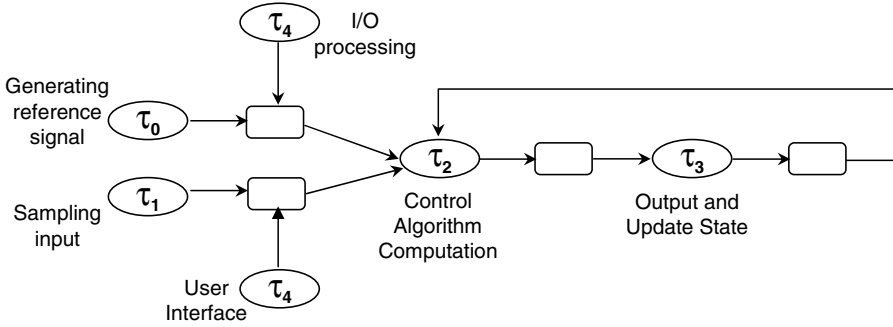 τ4
I/O
processing
Generating
reference
signal
τ0
τ1
Sampling
input
τ2
Control
Algorithm
Computation
τ3
Output and
Update State
User
Interface
τ4